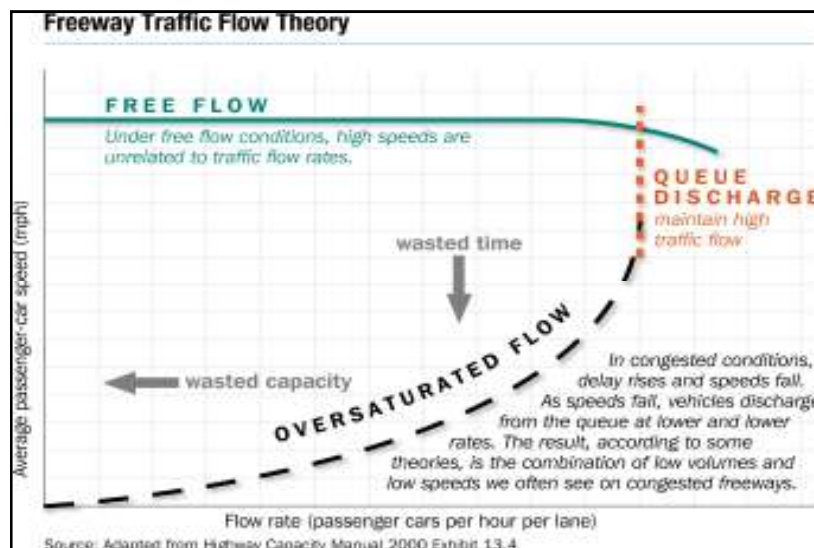 Freeway Traffic Flow Theory
FREE FLOW
Under free flow conditions, high speeds are
unrelated to traffic flow rates.
QUEUE
DISCHARGE
maintain high
traffic flow
wasted time
wasted capacity
OVERSATURATED FLOW
In congested conditions,
delay rises and speeds fall.
As speeds fall, vehicles discharge
from the queue at lower and lower
rates. The result, according to some
theories, is the combination of low volumes and
low speeds we often see on congested freeways.
Average passenger-car speed (mph)
Flow rate (passenger cars per hour per lane)
Source: Adapted from Highway Capacity Manual 2000 Exhibit 13.4